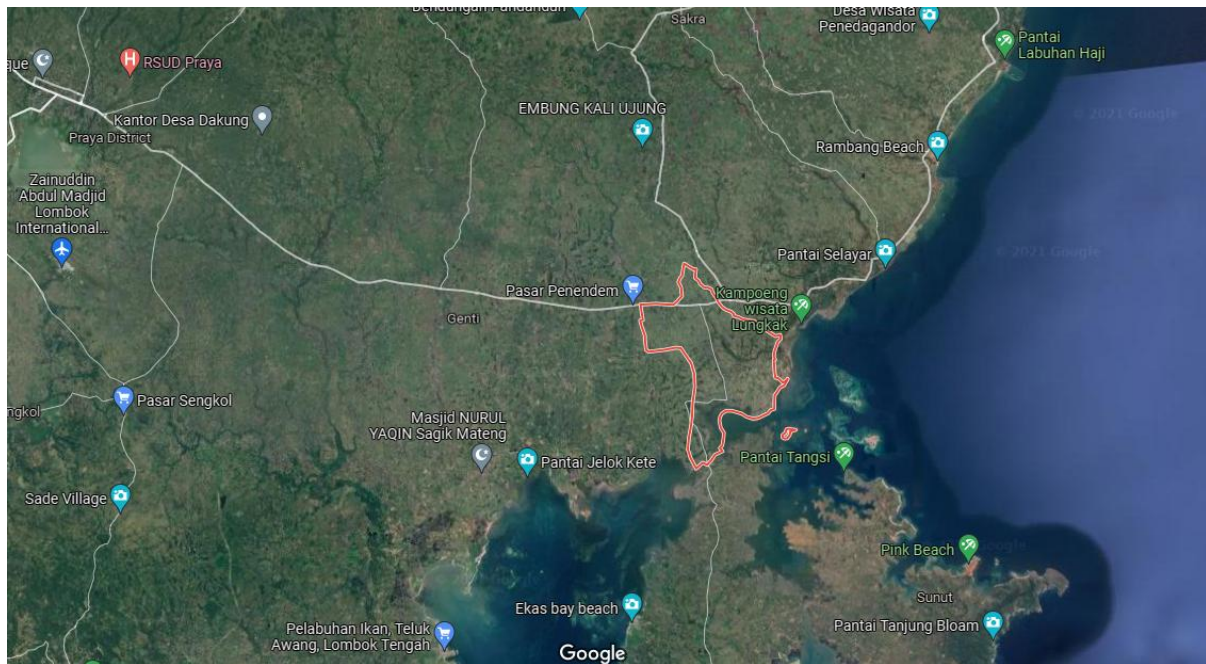 Sakra
Desa Wisata
Penedagandor
Pantai
Labuhan Haji
que
RSUD Praya
EMBUNG KALI UJUNG
© 2021 Google
Kantor Desa Dakung
Praya District
Rambang Beach
Zainuddin
Abdul Madjid
Lombok
International...
© 2021 Google
Pantai Selayar
Pasar Penendem
Kampoeng
wisata
Lungkak
Genti
Pasar Sengkol
ngkol
Masjid NURUL
YAQIN Sagik Mateng
Pantai Jelok Kete
Pantai Tangsi
Sade Village
Pink Beach
Google
Sunut
Ekas bay beach
Pantai Tanjung Bloam
Pelabuhan Ikan, Teluk
Awang, Lombok Tengah
Google